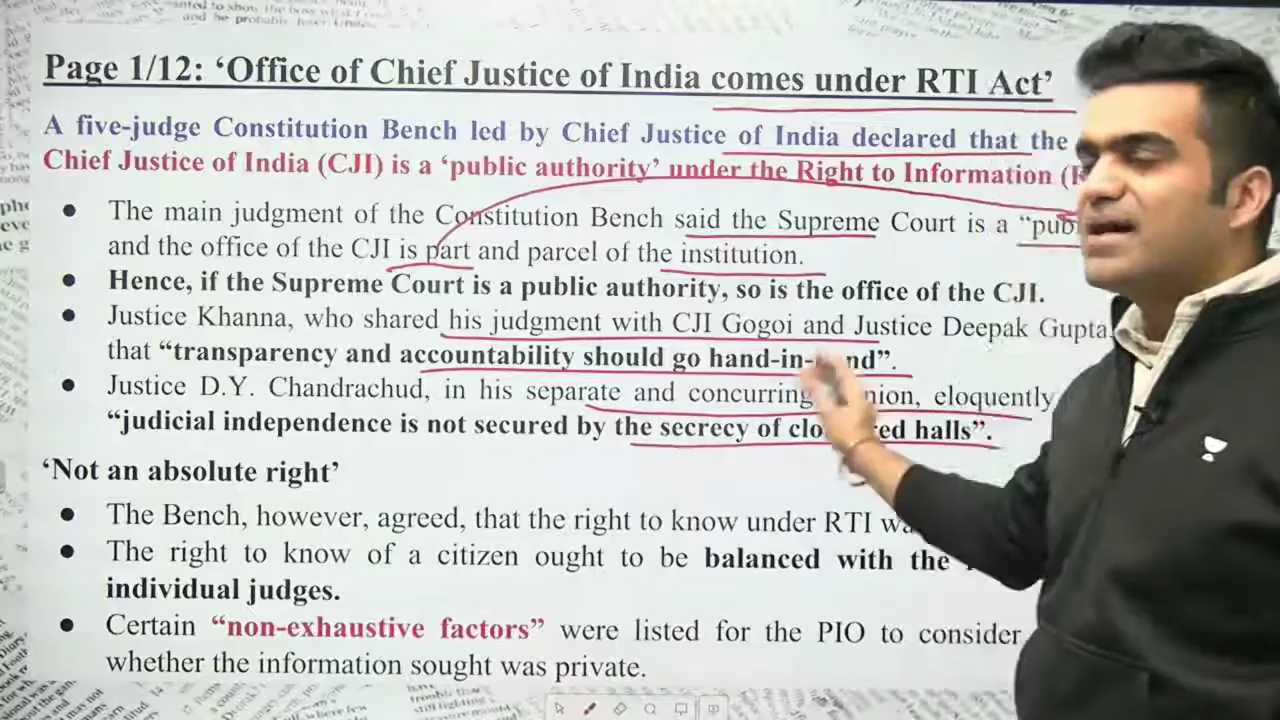 Page 1/12: ‘Office of Chief Justice of India comes under RTI Act’
A five-judge Constitution Bench led by Chief Justice of India declared that the
Chief Justice of India (CJI) is a ‘public authority’ under the Right to Information (R
● The main judgment of the Constitution Bench said the Supreme Court is a “pub
and the office of the CJI is part and parcel of the institution.
● Hence, if the Supreme Court is a public authority, so is the office of the CJI.
● Justice Khanna, who shared his judgment with CJI Gogoi and Justice Deepak Gupta,
that “transparency and accountability should go hand-in- nd”.
● Justice D.Y. Chandrachud, in his separate and concurring nion, eloquently
“judicial independence is not secured by the secrecy of clo red halls”.
‘Not an absolute right’
● The Bench, however, agreed, that the right to know under RTI wa
● The right to know of a citizen ought to be balanced with the
individual judges.
● Certain “non-exhaustive factors” were listed for the PIO to consider
whether the information sought was private.